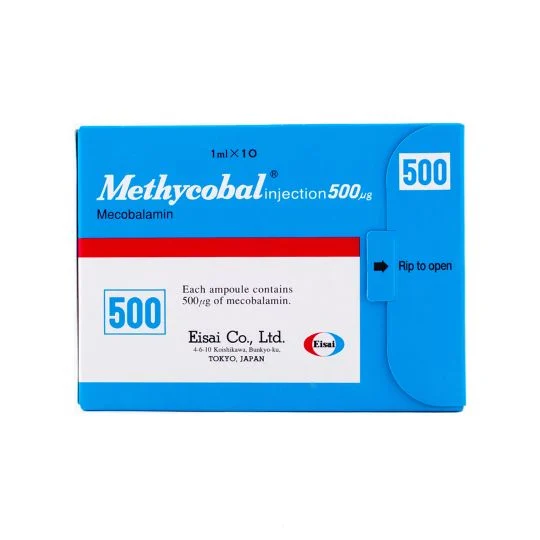 1ml×10
Methycobal® injection 500μg
Mecobalamin
500
Rip to open
Each ampoule contains
500μg of mecobalamin.
500
Eisai Co., Ltd.
4-6-10 Koishikawa, Bunkyo-ku,
TOKYO, JAPAN
Eisai